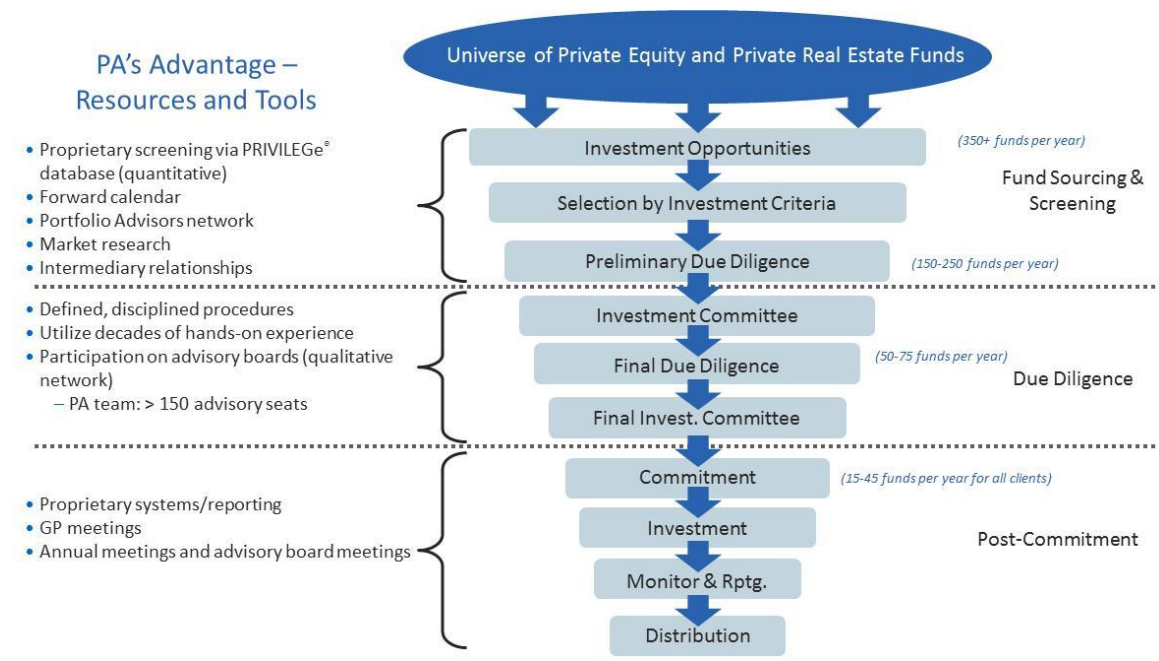 Universe of Private Equity and Private Real Estate Funds
PA’s Advantage –
Resources and Tools
• Proprietary screening via PRIVILEGe®
database (quantitative)
• Forward calendar
• Portfolio Advisors network
• Market research
• Intermediary relationships
Investment Opportunities
(350+ funds per year)
Selection by Investment Criteria
Preliminary Due Diligence
(150-250 funds per year)
Fund Sourcing &
Screening
• Defined, disciplined procedures
• Utilize decades of hands-on experience
• Participation on advisory boards (qualitative
network)
– PA team: > 150 advisory seats
Investment Committee
Final Due Diligence
(50-75 funds per year)
Final Invest. Committee
Due Diligence
• Proprietary systems/reporting
• GP meetings
• Annual meetings and advisory board meetings
Commitment
(15-45 funds per year for all clients)
Investment
Monitor & Rptg.
Distribution
Post-Commitment